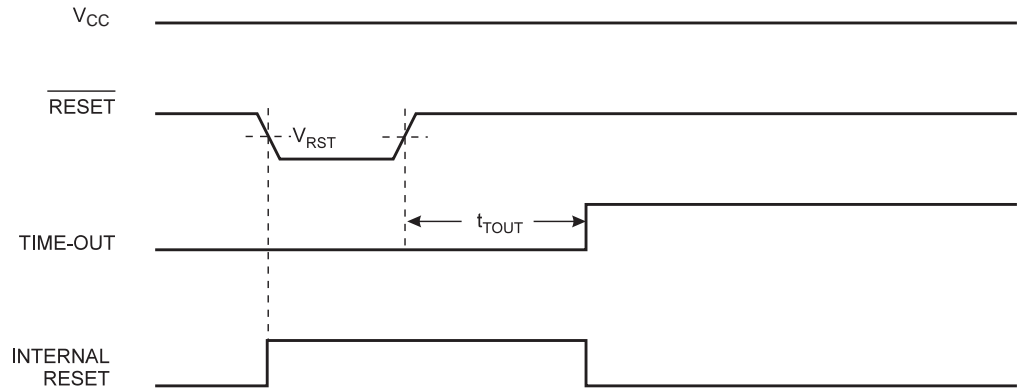 VCC
RESET
VRST
tTOUT
TIME-OUT
INTERNAL
RESET